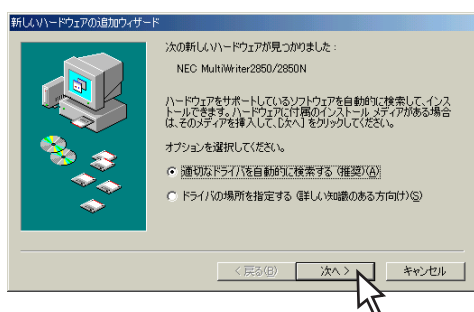 新しいハードウェアの追加ウィザード
次の新しいハードウェアが見つかりました :
NEC MultiWriter2850/2850N
ハードウェアをサポートしているソフトウェアを自動的に検索して、インス
トールできます。ハードウェアに付属のインストール メディアがある場合
は、そのメディアを挿入して、[次へ] をクリックしてください。
オプションを選択してください。
適切なドライバを自動的に検索する (推奨)(A)
ドライバの場所を指定する (詳しい知識のある方向け)(S)
< 戻る(B)
次へ >
キャンセル